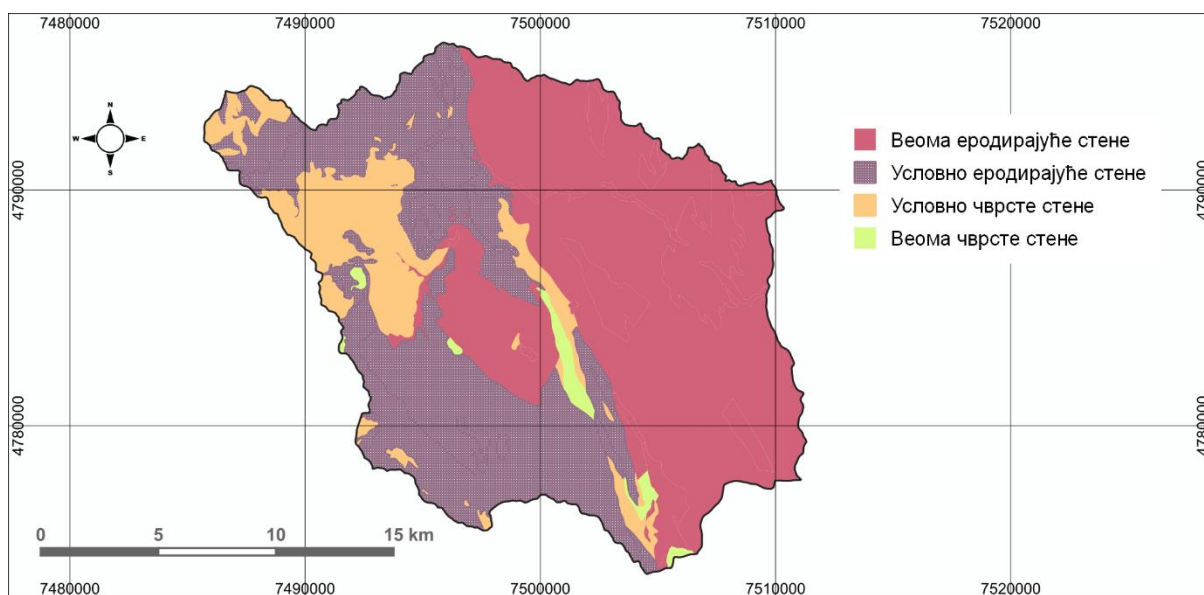 7480000 7490000 7500000 7510000 7520000
N
W E
S
Веома еродирајуће стене
Условно еродирајуће стене
Условно чврсте стене
Веома чврсте стене
4790000 4790000
4780000 4780000
0 5 10 15 km
7480000 7490000 7500000 7510000 7520000